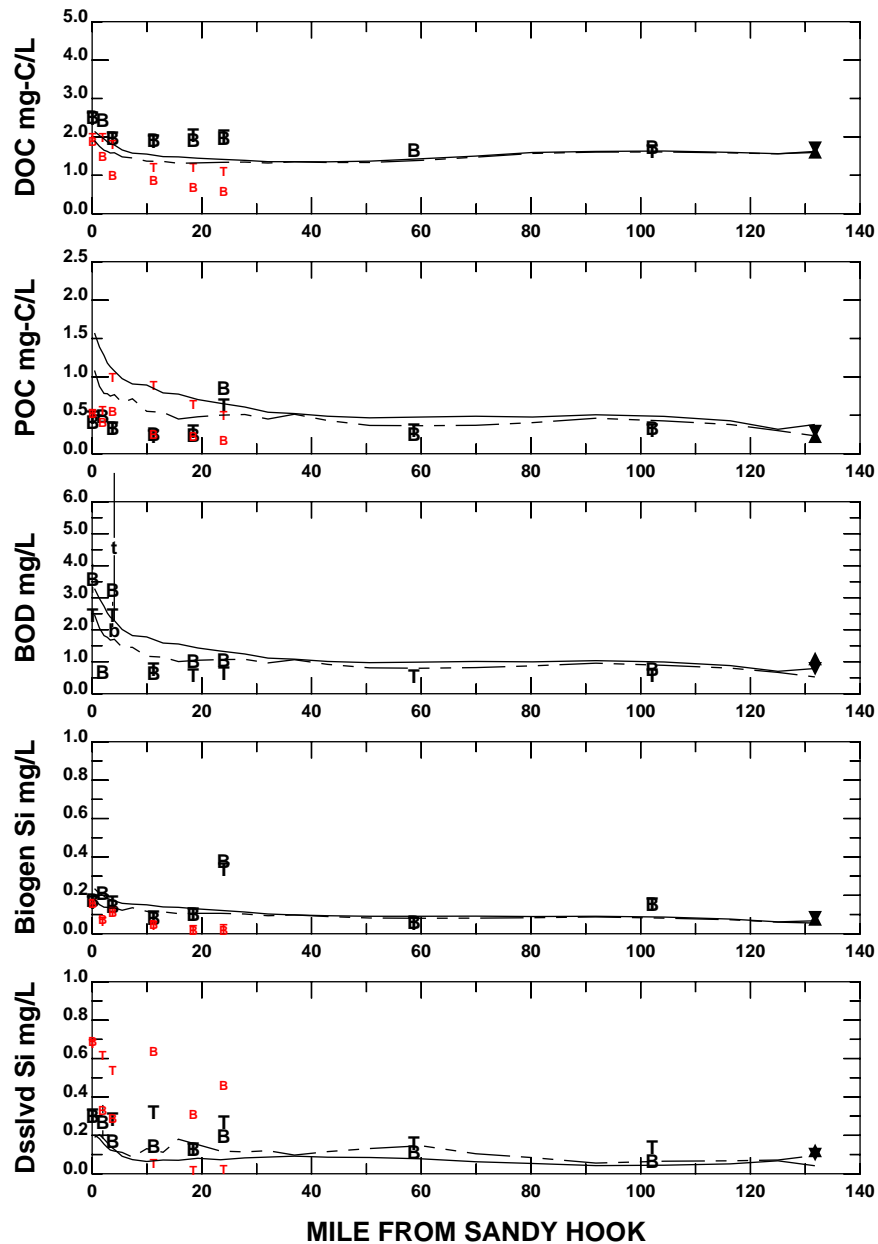 DOC mg-C/L
5.0
4.0
3.0
2.0
1.0
0.0
0 20 40 60 80 100 120 140
POC mg-C/L
2.5
2.0
1.5
1.0
0.5
0.0
0 20 40 60 80 100 120 140
BOD mg/L
6.0
5.0
4.0
3.0
2.0
1.0
0.0
t
b
0 20 40 60 80 100 120 140
Biogen Si mg/L
1.0
0.8
0.6
0.4
0.2
0.0
0 20 40 60 80 100 120 140
Dsslvd Si mg/L
1.0
0.8
0.6
0.4
0.2
0.0
0 20 40 60 80 100 120 140
MILE FROM SANDY HOOK